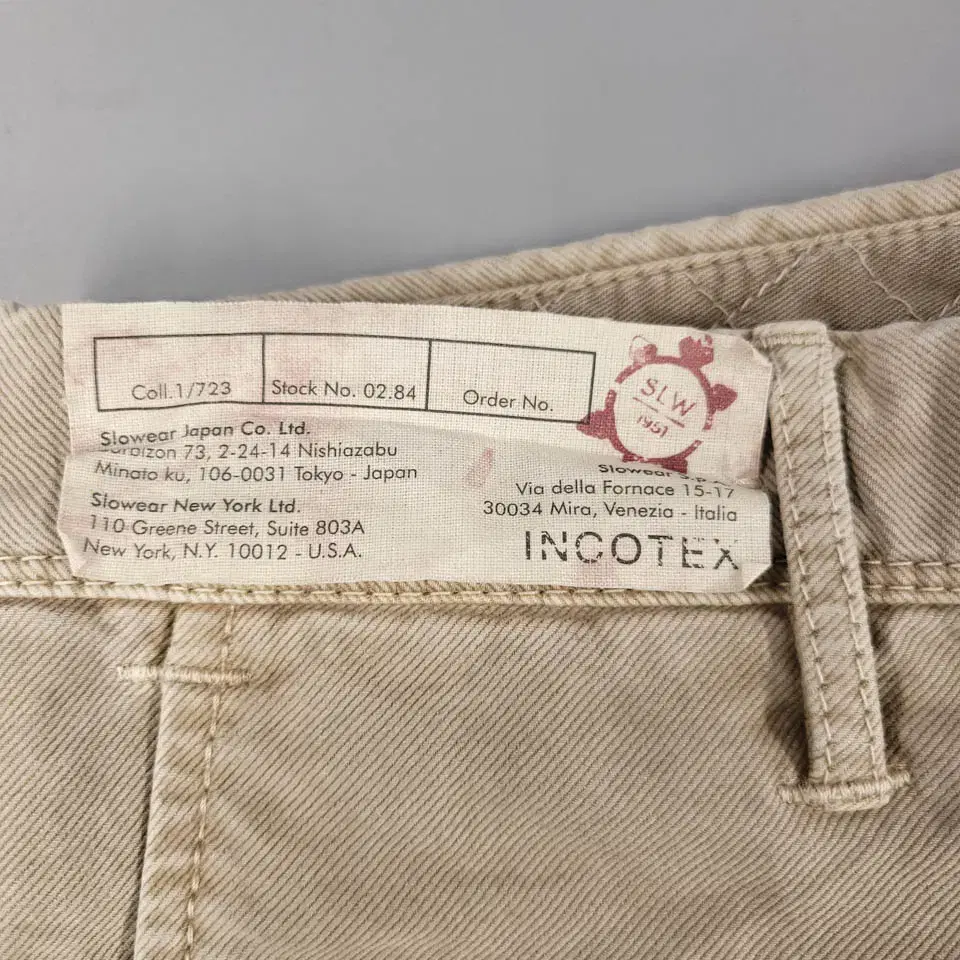 Coll.1/723
Stock No. 02.84
Order No.
SLW
1951
Slowear Japan Co. Ltd.
73, 2-24-14 Nishiazabu
Minato ku, 106-0031 Tokyo - Japan
Slowear New York Ltd.
110 Greene Street, Suite 803A
New York, N.Y. 10012 - U.S.A.
Slowear
Via della Fornace 15-17
30034 Mira, Venezia - Italia
INCOTEX